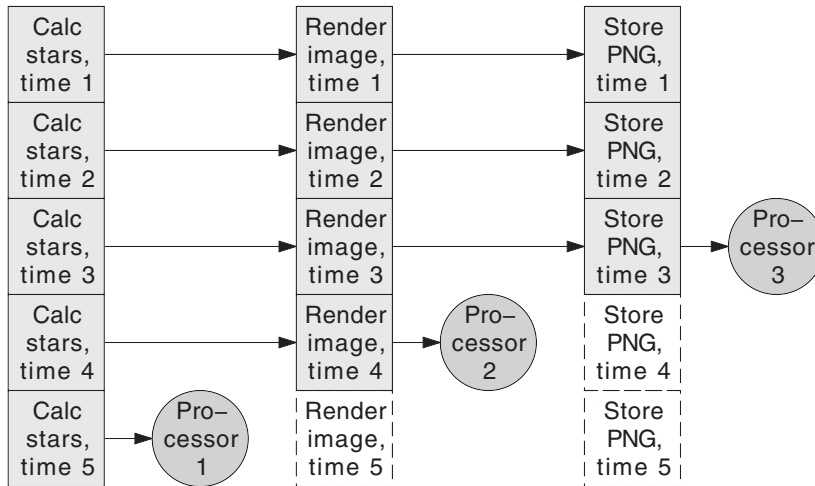 Calc
stars,
time 1
Render
image,
time 1
Store
PNG,
time 1
Calc
stars,
time 2
Render
image,
time 2
Store
PNG,
time 2
Calc
stars,
time 3
Render
image,
time 3
Store
PNG,
time 3
Pro–
cessor
3
Calc
stars,
time 4
Render
image,
time 4
Pro–
cessor
2
Store
PNG,
time 4
Calc
stars,
time 5
Pro–
cessor
1
Render
image,
time 5
Store
PNG,
time 5